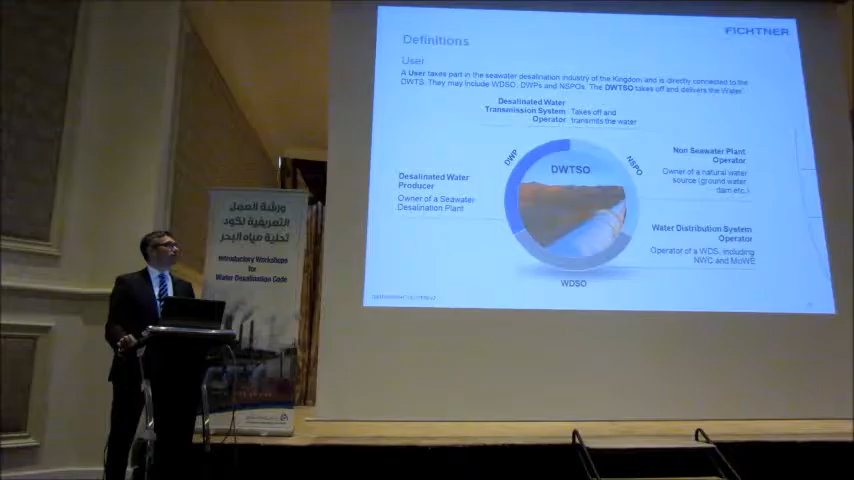 FICHTNER
Definitions
User
A User takes part in the seawater desalination industry of the Kingdom and is directly connected to the
DWTS. They may include WDSO, DWPs and NSPOs. The DWTSO takes off and delivers the Water.
Desalinated Water
Transmission System
Operator
Takes off and
transmits the water
DWP
DWTSO
NSPO
Non Seawater Plant
Operator
Owner of a natural water
source (ground water,
dam etc.)
Desalinated Water
Producer
Owner of a Seawater
Desalination Plant
Water Distribution System
Operator
Operator of a WDS, including
NWC and MoWE
WDSO
ورشة العمل
التعريفية لكود
تحلية مياه البحر
Introductory Workshops
for
Water Desalination Code